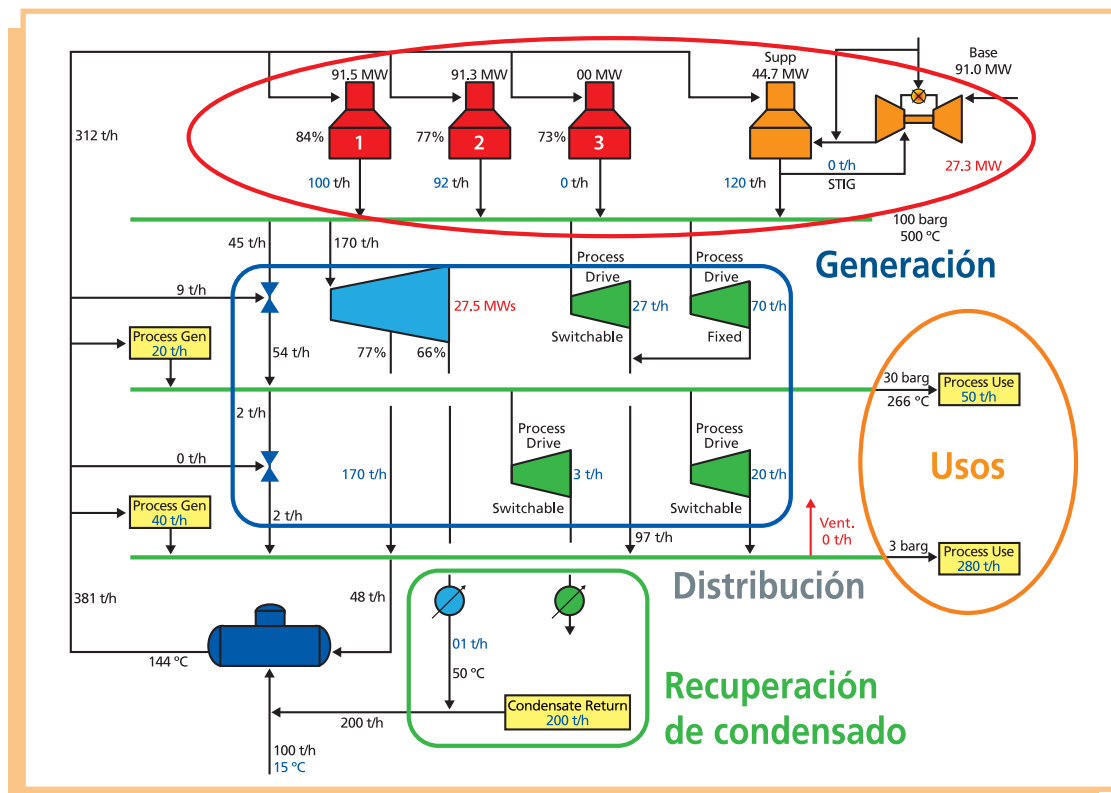 Base
91.0 MW
Supp
44.7 MW
91.5 MW
91.3 MW
00 MW
312 t/h
84%
1
77%
2
73%
3
0 t/h
STIG
27.3 MW
100 t/h
92 t/h
0 t/h
120 t/h
100 barg
500 ºC
Generación
45 t/h
170 t/h
Process
Drive
Process
Drive
9 t/h
27.5 MWs
27 t/h
70 t/h
Switchable
Fixed
Process Gen
20 t/h
54 t/h
77%
66%
30 barg
266 ºC
Process Use
50 t/h
2 t/h
Process
Drive
Process
Drive
0 t/h
170 t/h
3 t/h
20 t/h
Usos
Switchable
Switchable
Process Gen
40 t/h
2 t/h
97 t/h
Vent.
0 t/h
3 barg
Process Use
280 t/h
Distribución
381 t/h
48 t/h
01 t/h
144 ºC
50 ºC
Recuperación
de condensado
Condensate Return
200 t/h
200 t/h
100 t/h
15 ºC